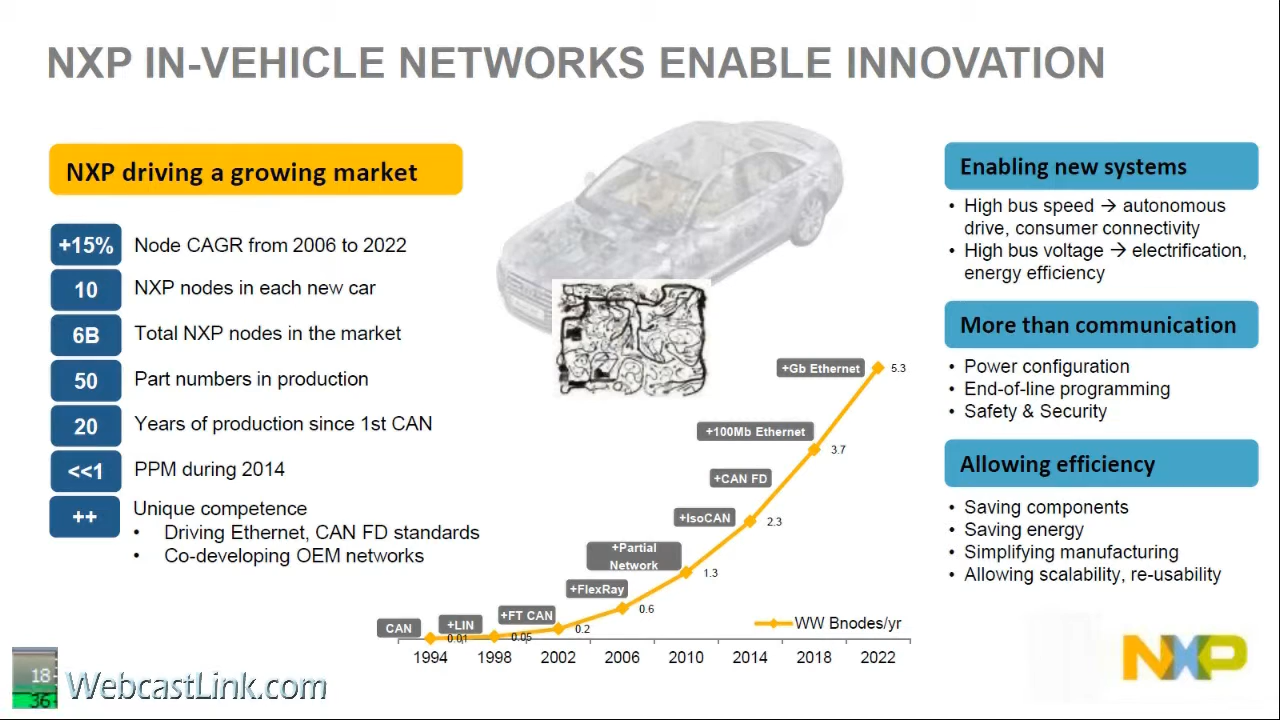 NXP IN-VEHICLE NETWORKS ENABLE INNOVATION
NXP driving a growing market
+15% Node CAGR from 2006 to 2022
10 NXP nodes in each new car
6B Total NXP nodes in the market
50 Part numbers in production
20 Years of production since 1st CAN
<<1 PPM during 2014
++ Unique competence
• Driving Ethernet, CAN FD standards
• Co-developing OEM networks
+Gb Ethernet 5.3
+100Mb Ethernet 3.7
+CAN FD
+IsoCAN 2.3
+Partial
Network 1.3
+FlexRay 0.6
+FT CAN 0.2
+LIN 0.05
CAN 0.01
WW Bnodes/yr
1994 1998 2002 2006 2010 2014 2018 2022
Enabling new systems
• High bus speed → autonomous
drive, consumer connectivity
• High bus voltage → electrification,
energy efficiency
More than communication
• Power configuration
• End-of-line programming
• Safety & Security
Allowing efficiency
• Saving components
• Saving energy
• Simplifying manufacturing
• Allowing scalability, re-usability
18
36
WebcastLink.com
NXP